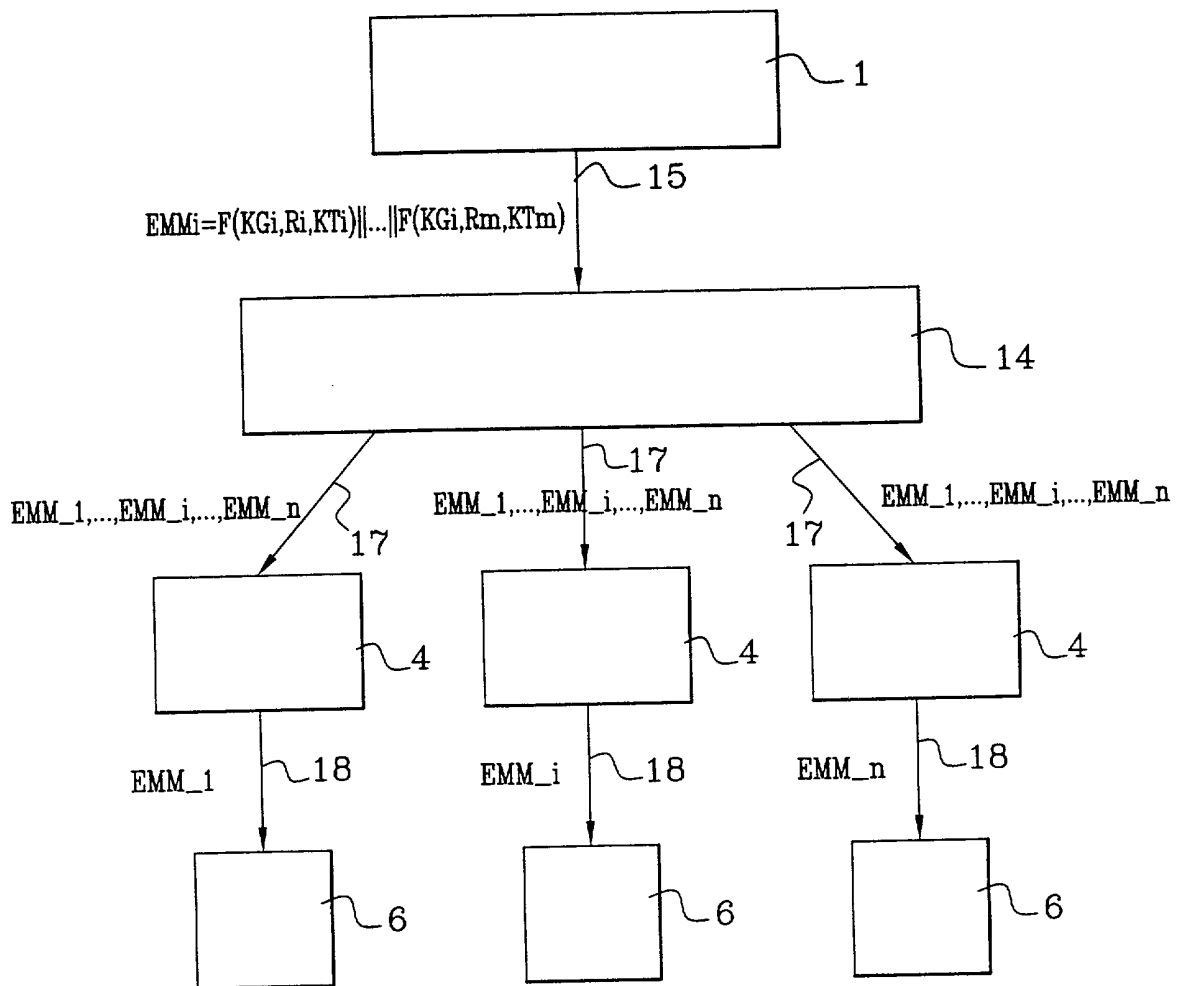 1
15
EMMi=F(KGi,Ri,KTi)||...||F(KGi,Rm,KTm)
14
17
EMM_1,...,EMM_i,...,EMM_n
EMM_1,...,EMM_i,...,EMM_n
EMM_1,...,EMM_i,...,EMM_n
17
17
4
4
4
EMM_1
18
EMM_i
18
EMM_n
18
6
6
6